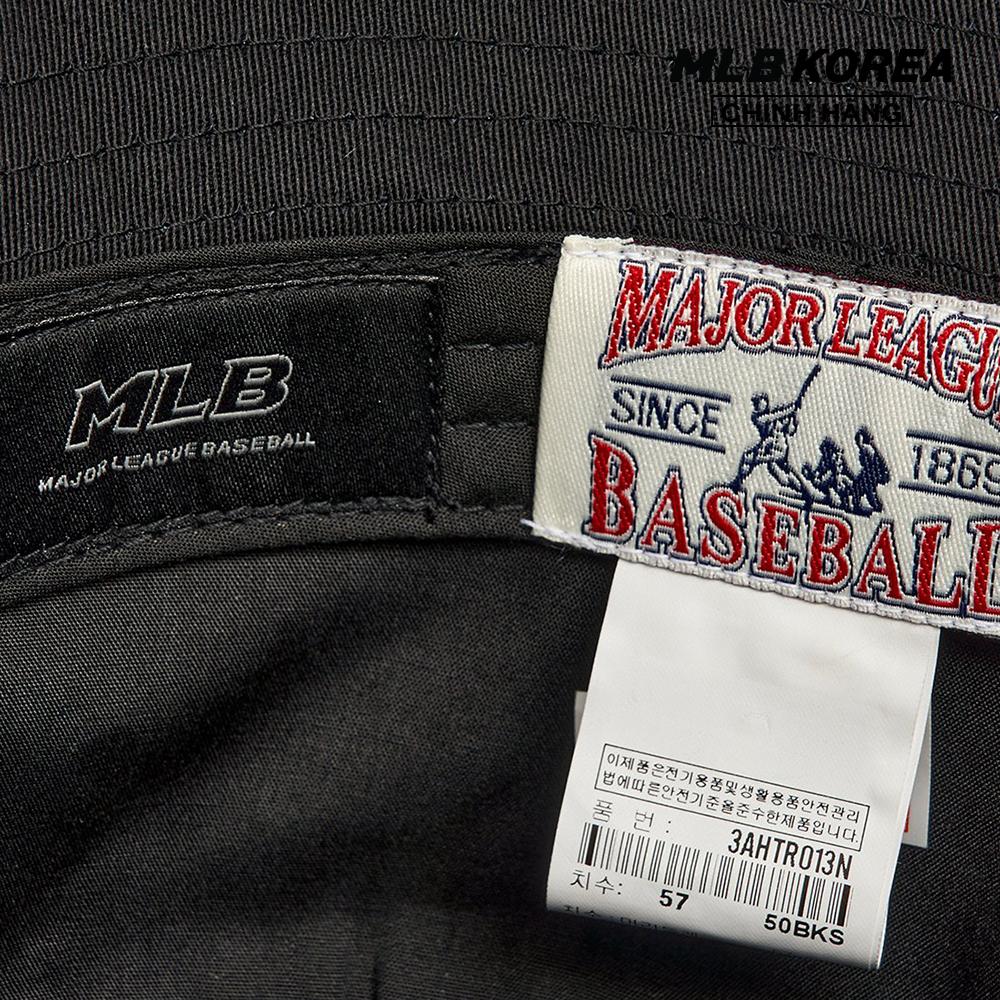 MLB KOREA
CHÍNH HÃNG
MLB
MAJOR LEAGUE BASEBALL
MAJOR LEAGU
SINCE 1869
BASEBALL
이제품은전기용품및생활용품안전관리
법에따른안전기준을준수한제품입니다.
품 번 :
3AHTR013N
치수: 57
50BKS